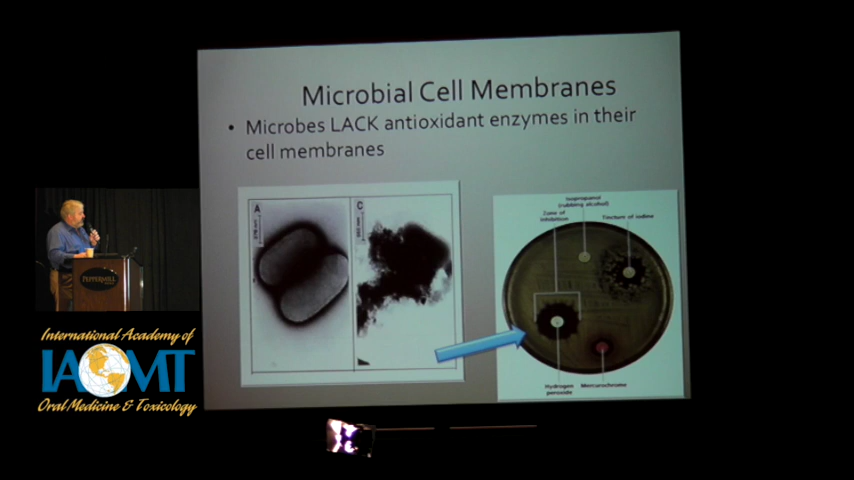 Microbial Cell Membranes
• Microbes LACK antioxidant enzymes in their
cell membranes
A
C
Isopropanol
(rubbing alcohol)
Zone of
inhibition
Tincture of iodine
Hydrogen
peroxide
Mercurochrome
PEPPERMILL
International Academy of
IAOMT
Oral Medicine & Toxicology